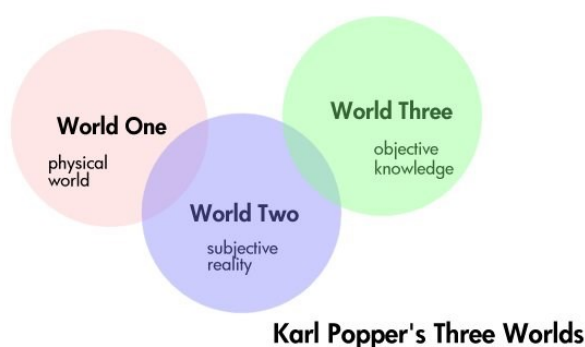 World One
physical
world
World Two
subjective
reality
World Three
objective
knowledge
Karl Popper's Three Worlds